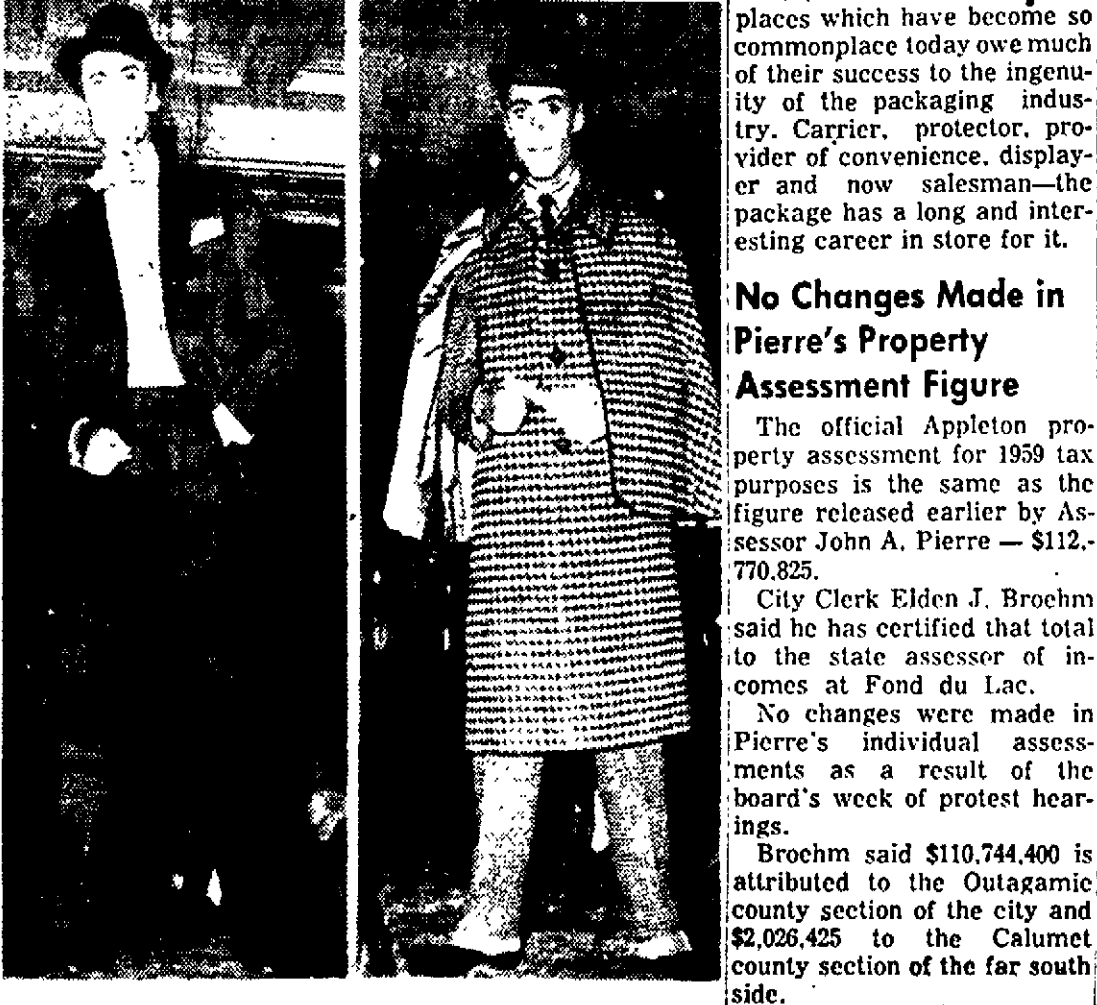 places which have become so
commonplace today owe much
of their success to the ingenu-
ity of the packaging indus-
try. Carrier, protector, pro-
vider of convenience, display-
er and now salesman—the
package has a long and inter-
esting career in store for it.
No Changes Made in
Pierre's Property
Assessment Figure
The official Appleton pro-
perty assessment for 1959 tax
purposes is the same as the
figure released earlier by As-
sessor John A. Pierre — $112,-
770,825.
City Clerk Elden J. Broehm
said he has certified that total
to the state assessor of in-
comes at Fond du Lac.
No changes were made in
Pierre's individual assess-
ments as a result of the
board's week of protest hear-
ings.
Broehm said $110,744,400 is
attributed to the Outagamie
county section of the city and
$2,026,425 to the Calumet
county section of the far south
side.